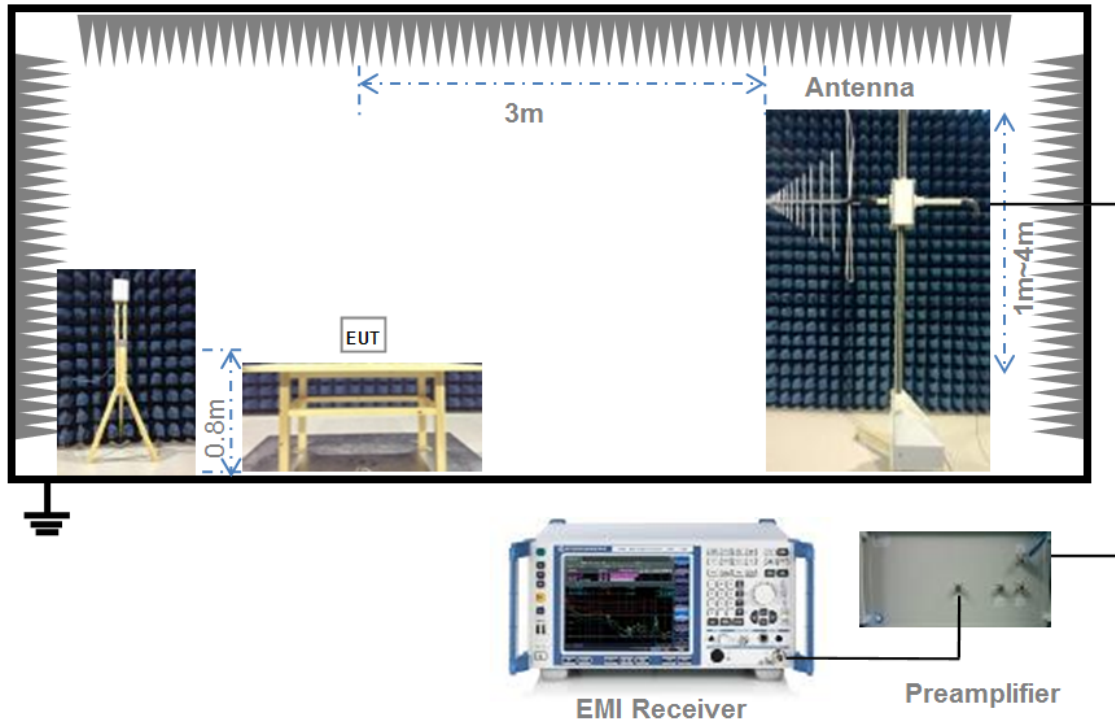 3m
Antenna
1m~4m
EUT
0.8m
EMI Receiver
Preamplifier